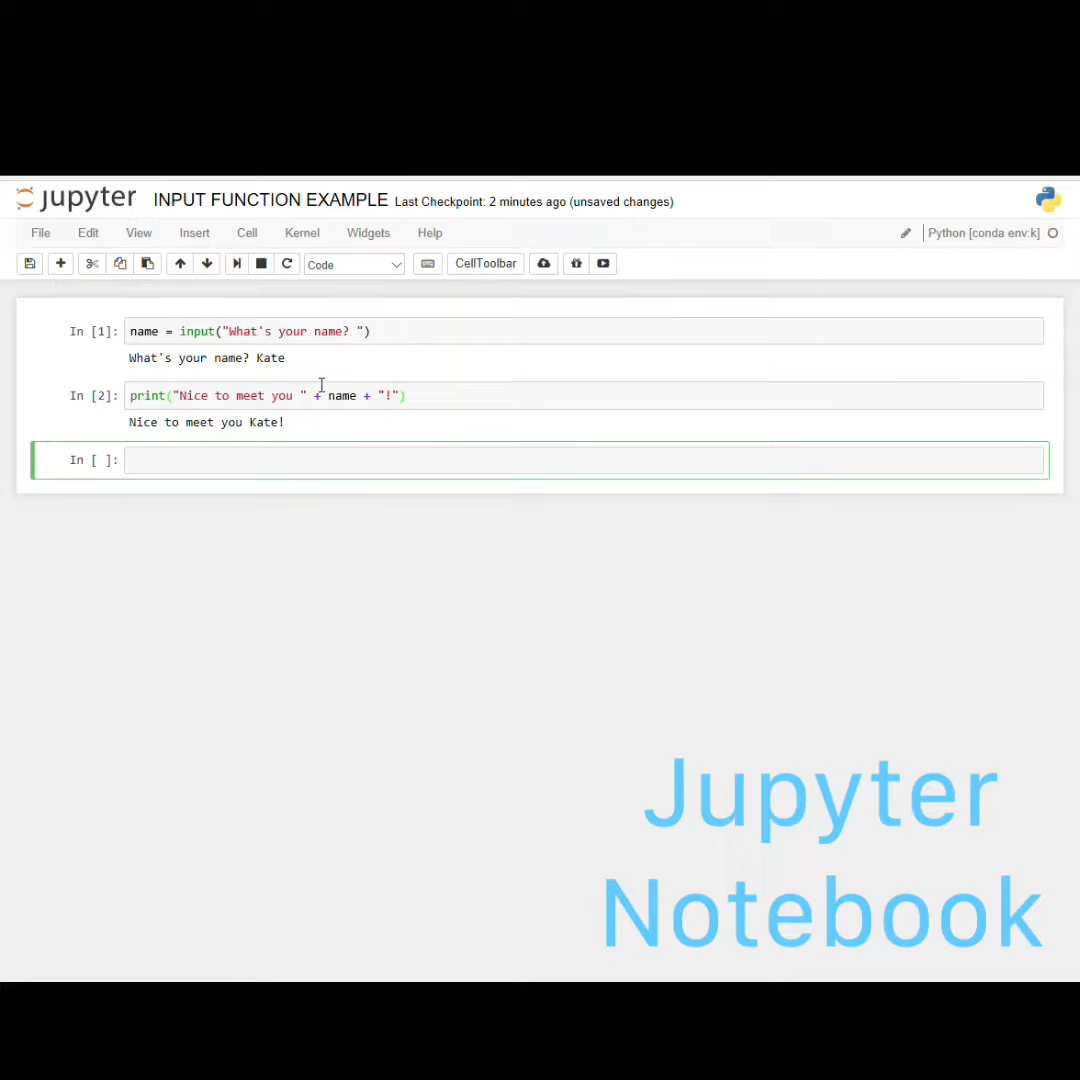 jupyter INPUT FUNCTION EXAMPLE Last Checkpoint: 2 minutes ago (unsaved changes)
File Edit View Insert Cell Kernel Widgets Help Python [conda env:k]
Code CellToolbar
In [1]: name = input("What's your name? ")
What's your name? Kate
In [2]: print("Nice to meet you " + name + "!")
Nice to meet you Kate!
In [ ]:
Jupyter
Notebook